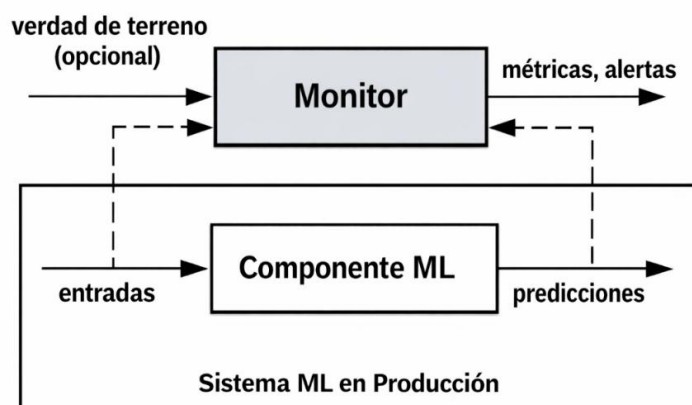 verdad de terreno
(opcional)
Monitor
métricas, alertas
entradas
Componente ML
predicciones
Sistema ML en Producción